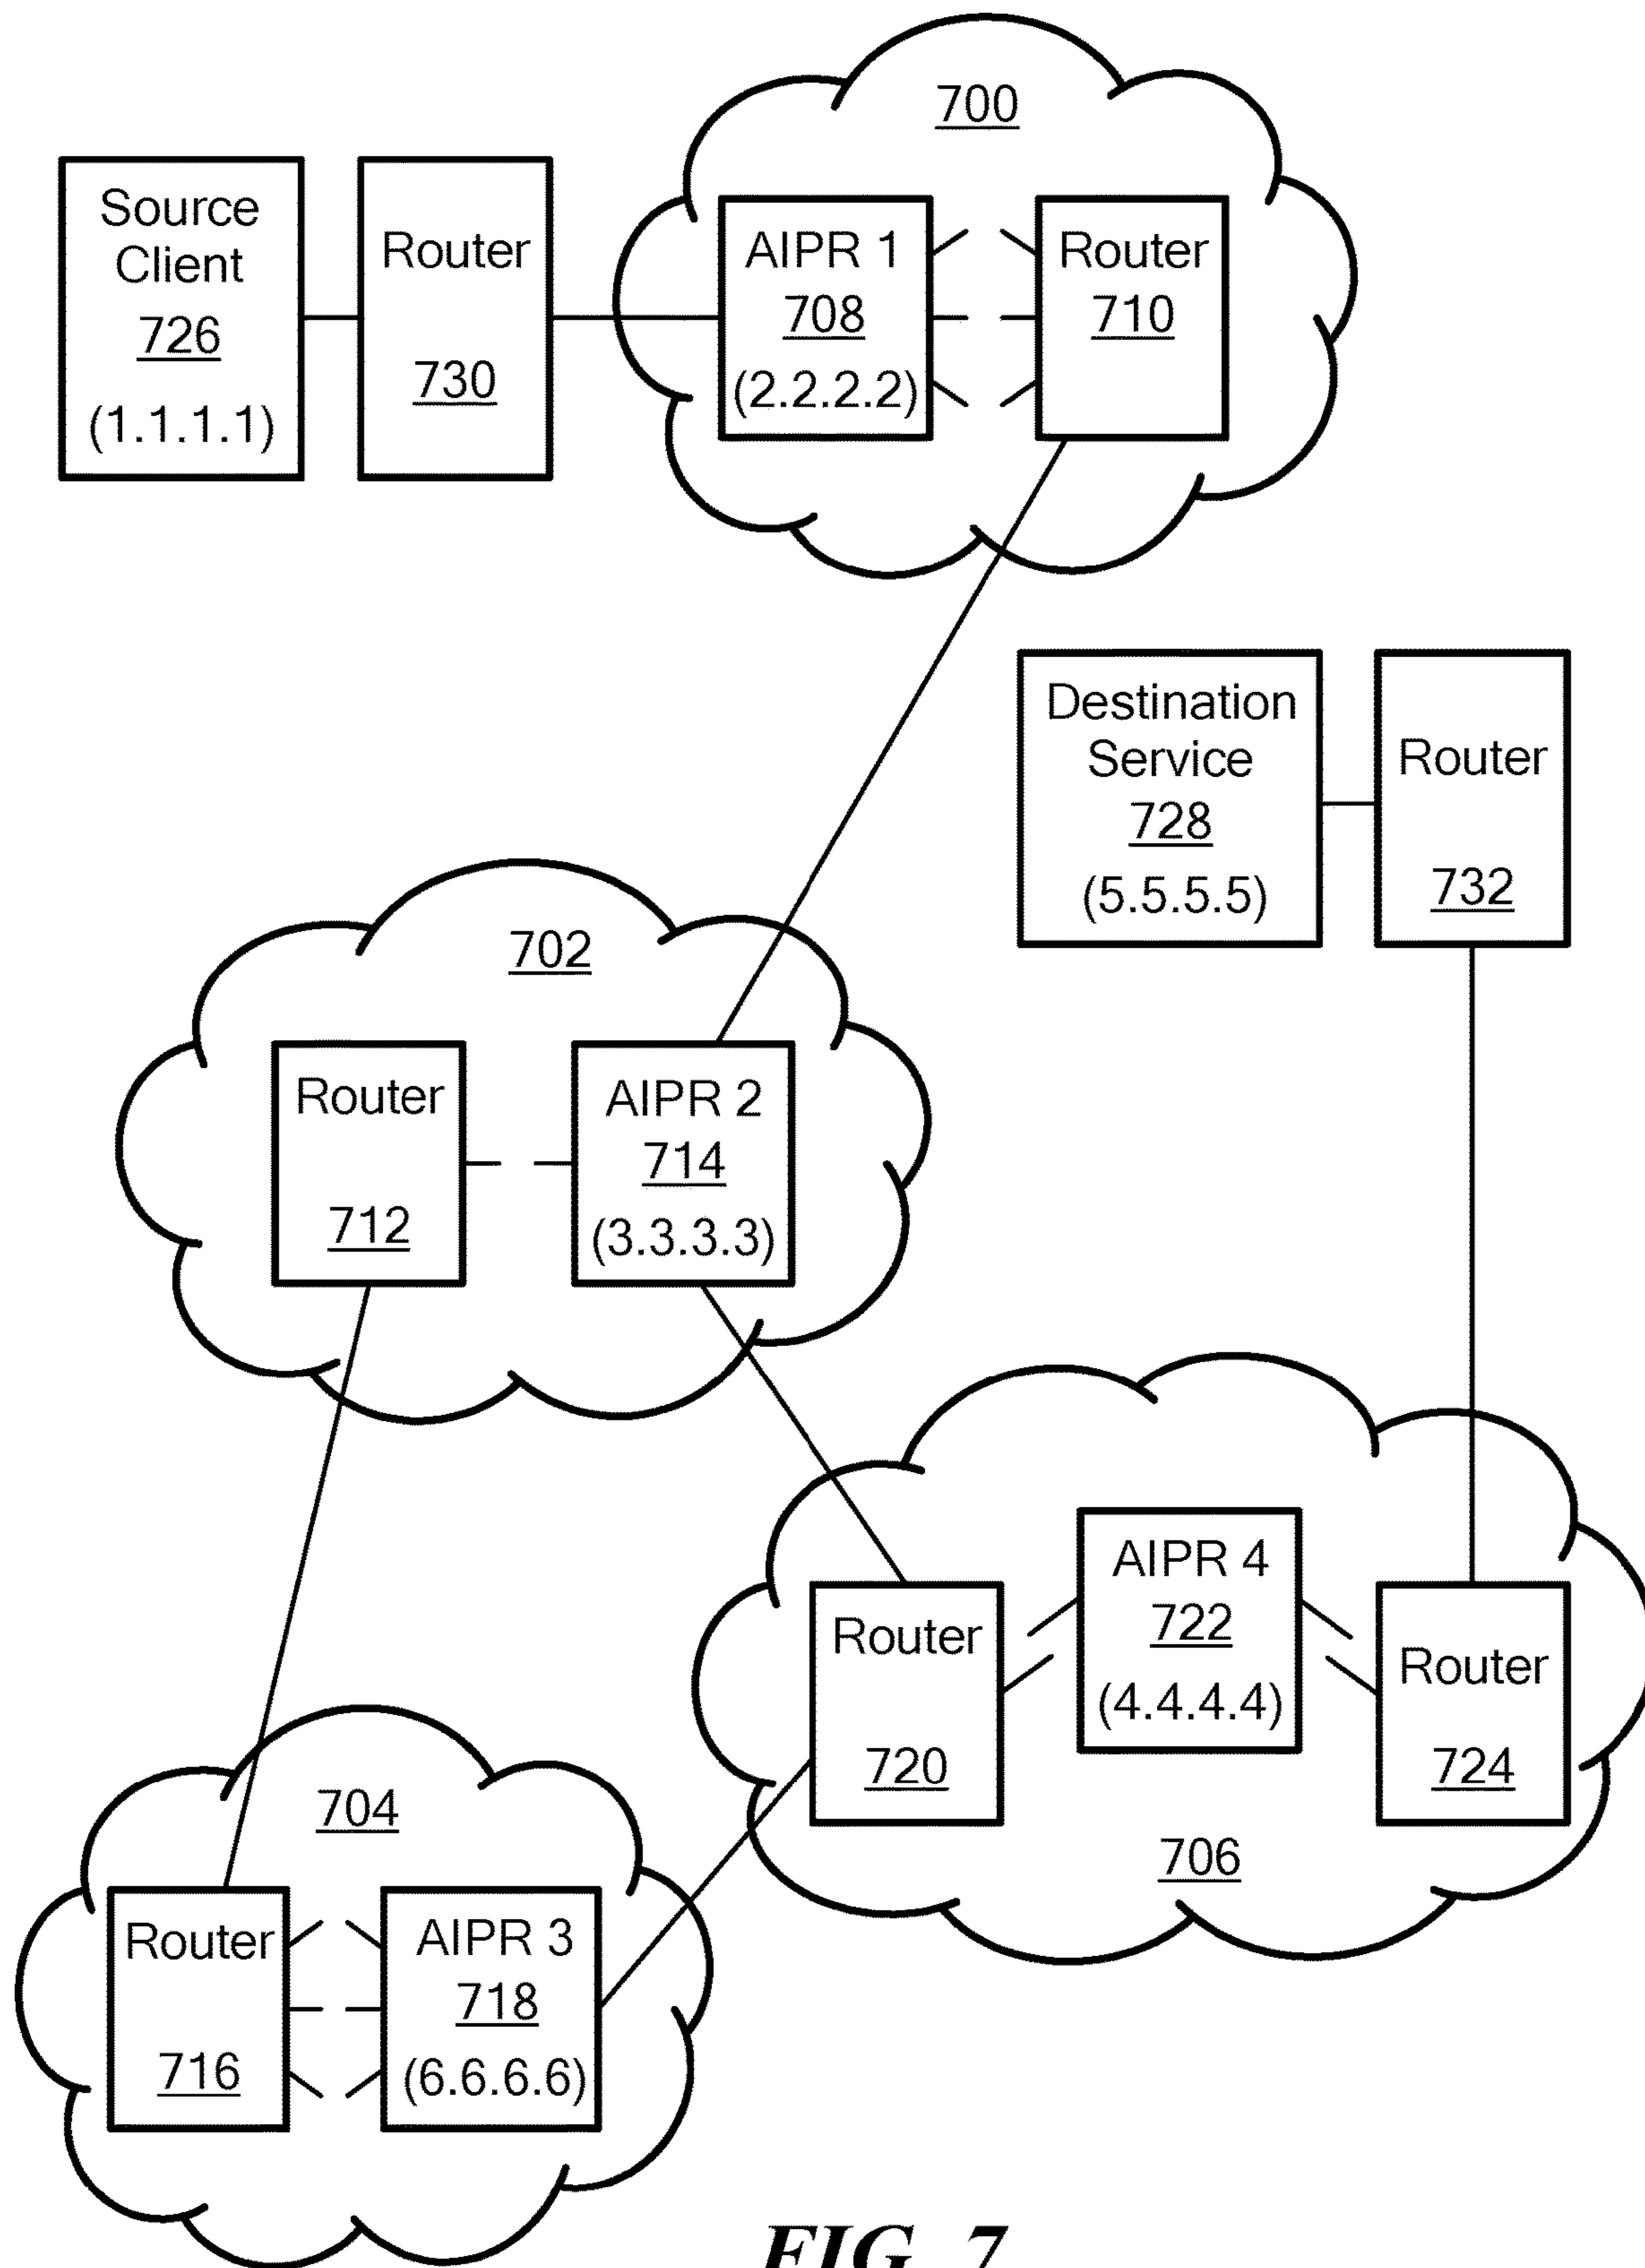 700
Source
Client
726
(1.1.1.1)
Router
730
AIPR 1
708
(2.2.2.2)
Router
710
Destination
Service
728
(5.5.5.5)
Router
732
702
Router
712
AIPR 2
714
(3.3.3.3)
Router
720
AIPR 4
722
(4.4.4.4)
Router
724
706
704
Router
716
AIPR 3
718
(6.6.6.6)
FIG. 7